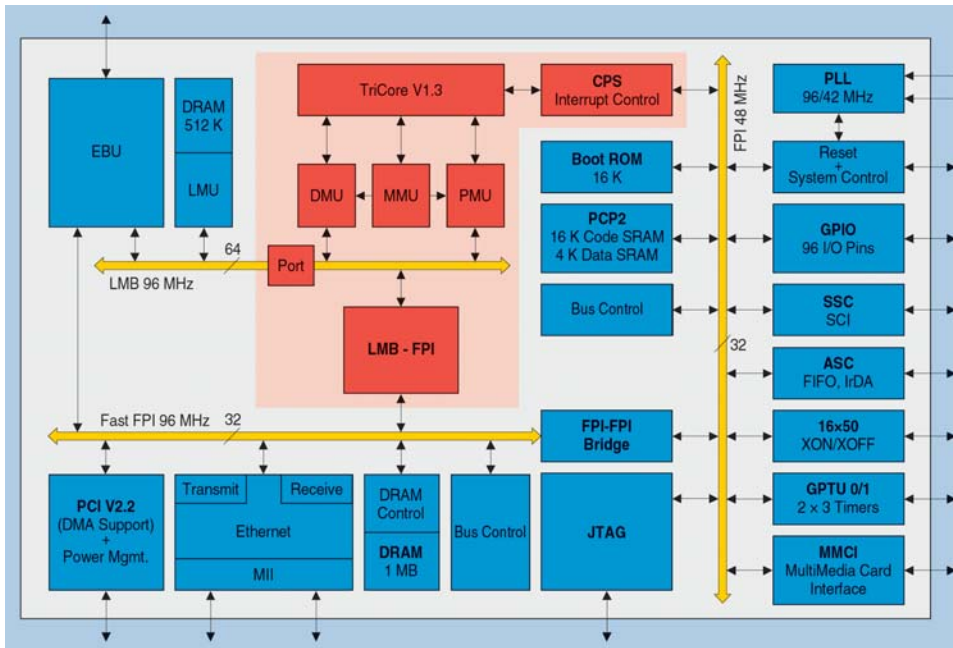 EBU
DRAM
512 K
LMU
TriCore V1.3
CPS
Interrupt Control
DMU
MMU
PMU
64
Port
LMB 96 MHz
LMB - FPI
FPI 48 MHz
Boot ROM
16 K
PCP2
16 K Code SRAM
4 K Data SRAM
Bus Control
32
PLL
96/42 MHz
Reset
+
System Control
GPIO
96 I/O Pins
SSC
SCI
ASC
FIFO, IrDA
16×50
XON/XOFF
GPTU 0/1
2 × 3 Timers
MMCI
MultiMedia Card
Interface
Fast FPI 96 MHz
32
FPI-FPI
Bridge
PCI V2.2
(DMA Support)
+
Power Mgmt.
Transmit
Receive
Ethernet
MII
DRAM
Control
DRAM
1 MB
Bus Control
JTAG